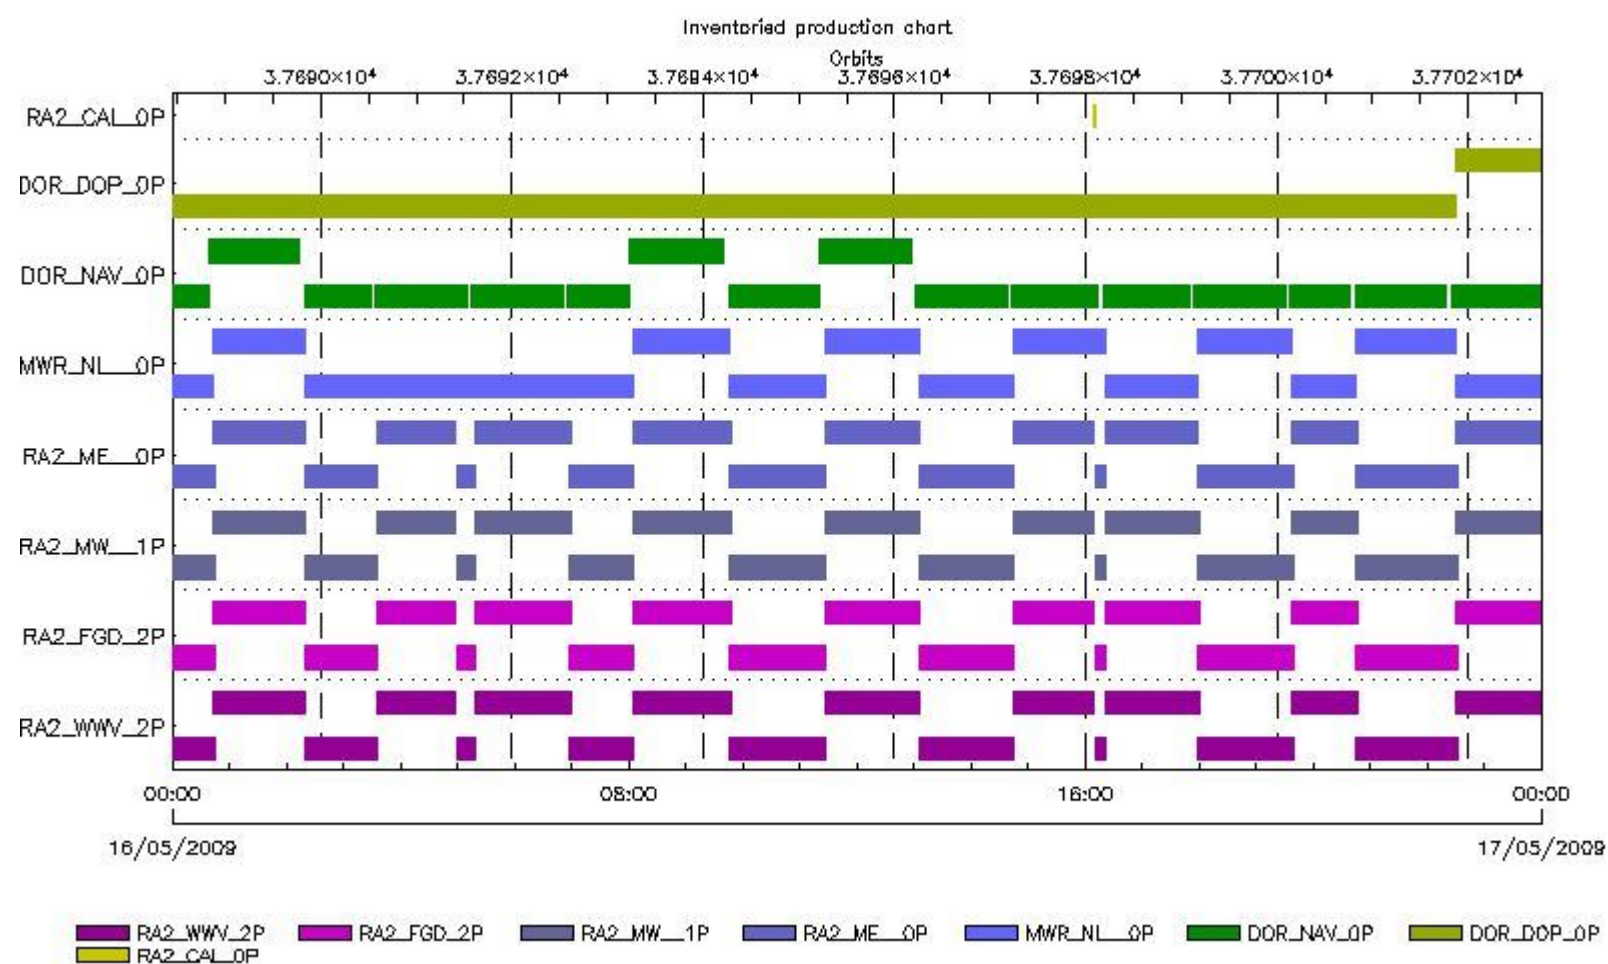 Inventoried production chart
Orbits
3.7690×10⁴ 3.7692×10⁴ 3.7694×10⁴ 3.7696×10⁴ 3.7698×10⁴ 3.7700×10⁴ 3.7702×10⁴
RA2_CAL_0P
DOR_DOP_0P
DOR_NAV_0P
MWR_NL__0P
RA2_ME__0P
RA2_MW__1P
RA2_FGD_2P
RA2_WWV_2P
00:00 08:00 16:00 00:00
16/05/2009 17/05/2009
RA2_WWV_2P RA2_FGD_2P RA2_MW__1P RA2_ME__0P MWR_NL__0P DOR_NAV_0P DOR_DOP_0P
RA2_CAL_0P